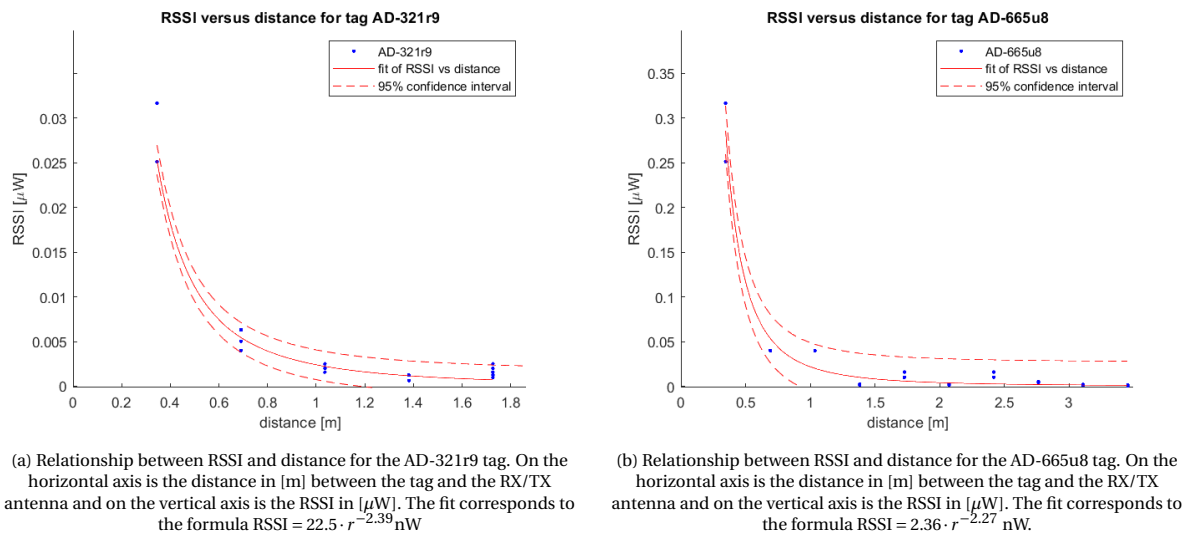 RSSI versus distance for tag AD-321r9
AD-321r9
fit of RSSI vs distance
95% confidence interval
0.03
0.025
0.02
0.015
0.01
0.005
0
RSSI [μW]
0 0.2 0.4 0.6 0.8 1 1.2 1.4 1.6 1.8
distance [m]
(a) Relationship between RSSI and distance for the AD-321r9 tag. On the
horizontal axis is the distance in [m] between the tag and the RX/TX
antenna and on the vertical axis is the RSSI in [μW]. The fit corresponds to
the formula RSSI = 22.5 · r^−2.39 nW
RSSI versus distance for tag AD-665u8
AD-665u8
fit of RSSI vs distance
95% confidence interval
0.35
0.3
0.25
0.2
0.15
0.1
0.05
0
RSSI [μW]
0 0.5 1 1.5 2 2.5 3
distance [m]
(b) Relationship between RSSI and distance for the AD-665u8 tag. On the
horizontal axis is the distance in [m] between the tag and the RX/TX
antenna and on the vertical axis is the RSSI in [μW]. The fit corresponds to
the formula RSSI = 2.36 · r^−2.27 nW.